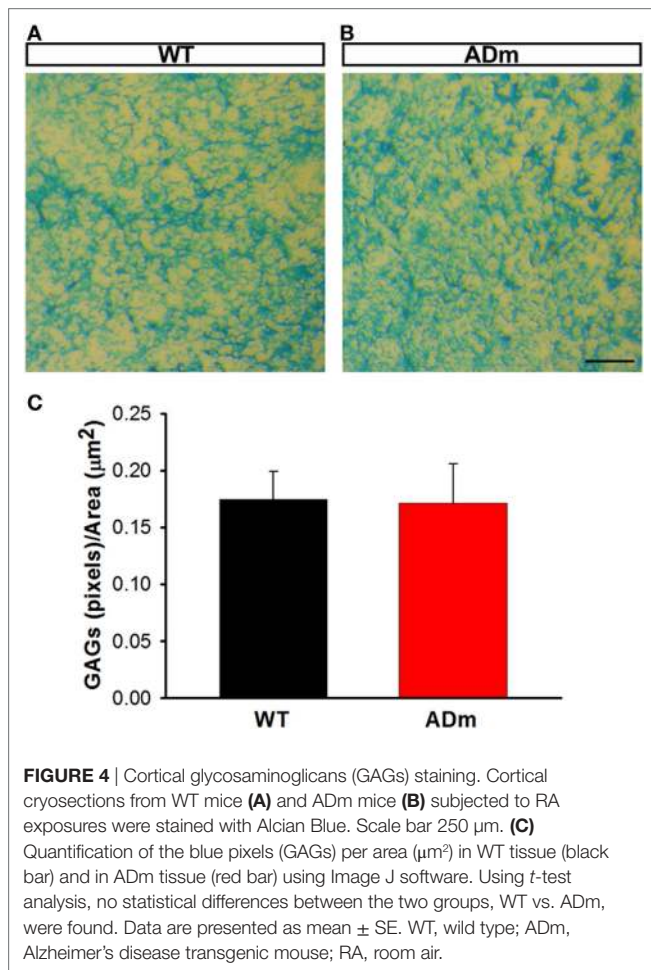 A
B
WT
ADm
C
GAGs (pixels)/Area (μm²)
0.25
0.20
0.15
0.10
0.05
0.00
WT
ADm
FIGURE 4 | Cortical glycosaminoglicans (GAGs) staining. Cortical
cryosections from WT mice (A) and ADm mice (B) subjected to RA
exposures were stained with Alcian Blue. Scale bar 250 μm. (C)
Quantification of the blue pixels (GAGs) per area (μm²) in WT tissue (black
bar) and in ADm tissue (red bar) using Image J software. Using t-test
analysis, no statistical differences between the two groups, WT vs. ADm,
were found. Data are presented as mean ± SE. WT, wild type; ADm,
Alzheimer's disease transgenic mouse; RA, room air.